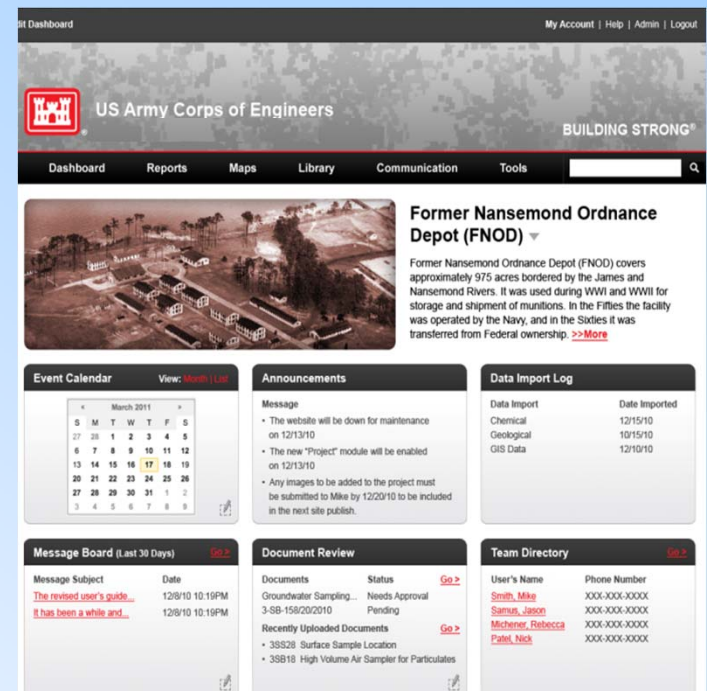 dit Dashboard
My Account | Help | Admin | Logout
US Army Corps of Engineers
BUILDING STRONG®
Dashboard Reports Maps Library Communication Tools
Former Nansemond Ordnance
Depot (FNOD)
Former Nansemond Ordnance Depot (FNOD) covers
approximately 975 acres bordered by the James and
Nansemond Rivers. It was used during WWI and WWII for
storage and shipment of munitions. In the Fifties the facility
was operated by the Navy, and in the Sixties it was
transferred from Federal ownership. >>More
Event Calendar View: Month | List
« March 2011 »
S M T W T F S
27 28 1 2 3 4 5
6 7 8 9 10 11 12
13 14 15 16 17 18 19
20 21 22 23 24 25 26
27 28 29 30 31 1 2
3 4 5 6 7 8 9
Announcements
Message
• The website will be down for maintenance
on 12/13/10
• The new "Project" module will be enabled
on 12/13/10
• Any images to be added to the project must
be submitted to Mike by 12/20/10 to be included
in the next site publish.
Data Import Log
Data Import Date Imported
Chemical 12/15/10
Geological 10/15/10
GIS Data 12/10/10
Message Board (Last 30 Days) Go >
Message Subject Date
The revised user's guide... 12/8/10 10:19PM
It has been a while and... 12/8/10 10:19PM
Document Review
Documents Status Go >
Groundwater Sampling... Needs Approval
3-SB-158/20/2010 Pending
Recently Uploaded Documents Go >
• 3SS28 Surface Sample Location
• 3SB18 High Volume Air Sampler for Particulates
Team Directory Go >
User's Name Phone Number
Smith, Mike XXX-XXX-XXXX
Samus, Jason XXX-XXX-XXXX
Michener, Rebecca XXX-XXX-XXXX
Patel, Nick XXX-XXX-XXXX